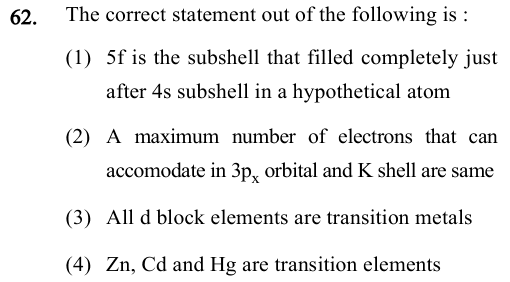 62. The correct statement out of the following is :
(1) 5f is the subshell that filled completely just
after 4s subshell in a hypothetical atom
(2) A maximum number of electrons that can
accomodate in 3pₓ orbital and K shell are same
(3) All d block elements are transition metals
(4) Zn, Cd and Hg are transition elements